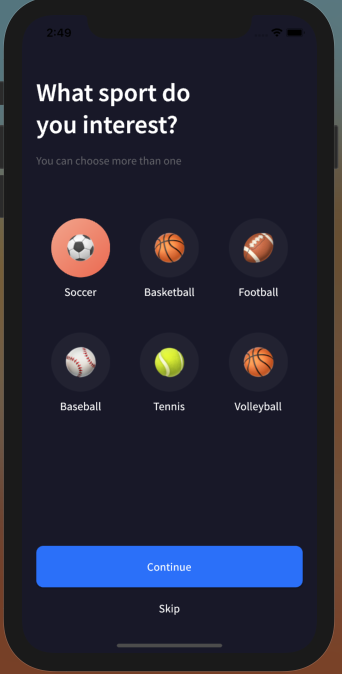 2:49
What sport do
you interest?
You can choose more than one
Soccer
Basketball
Football
Baseball
Tennis
Volleyball
Continue
Skip